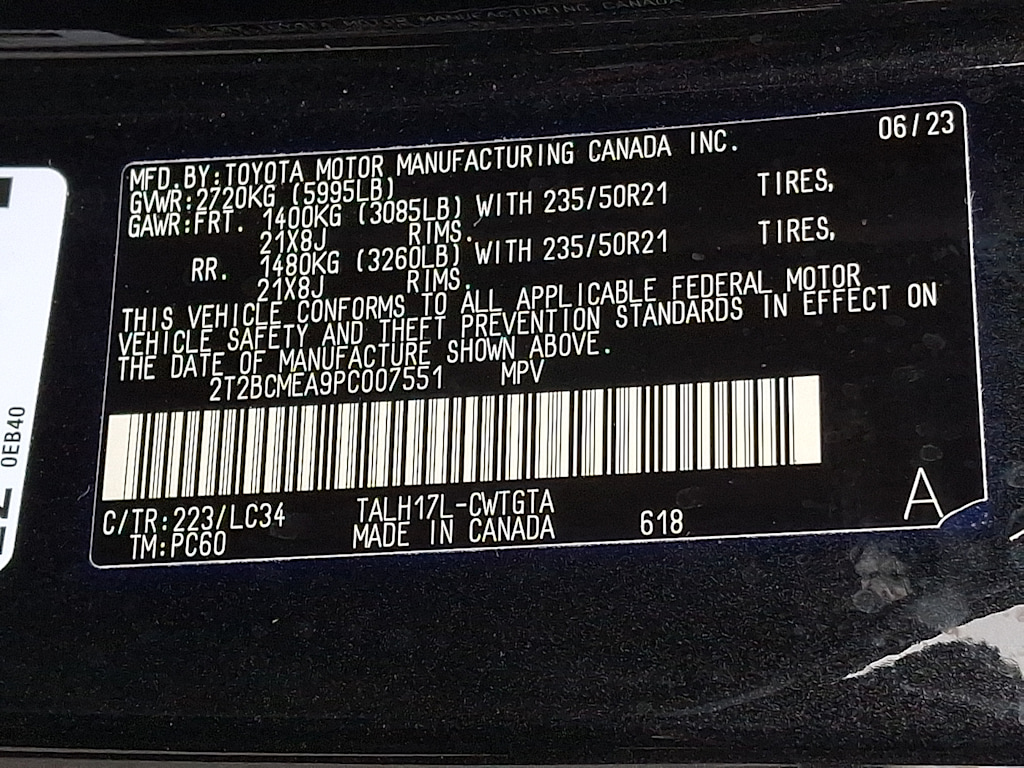 MFD.BY:TOYOTA MOTOR MANUFACTURING CANADA INC. 06/23
GVWR:2720KG (5995LB)
GAWR:FRT. 1400KG (3085LB) WITH 235/50R21 TIRES,
21X8J RIMS.
RR. 1480KG (3260LB) WITH 235/50R21 TIRES,
21X8J RIMS.
THIS VEHICLE CONFORMS TO ALL APPLICABLE FEDERAL MOTOR
VEHICLE SAFETY AND THEFT PREVENTION STANDARDS IN EFFECT ON
THE DATE OF MANUFACTURE SHOWN ABOVE.
2T2BCMEA9PC007551 MPV
C/TR:223/LC34 TALH17L-CWTGTA
TM:PC60 MADE IN CANADA 618 A
0EB40